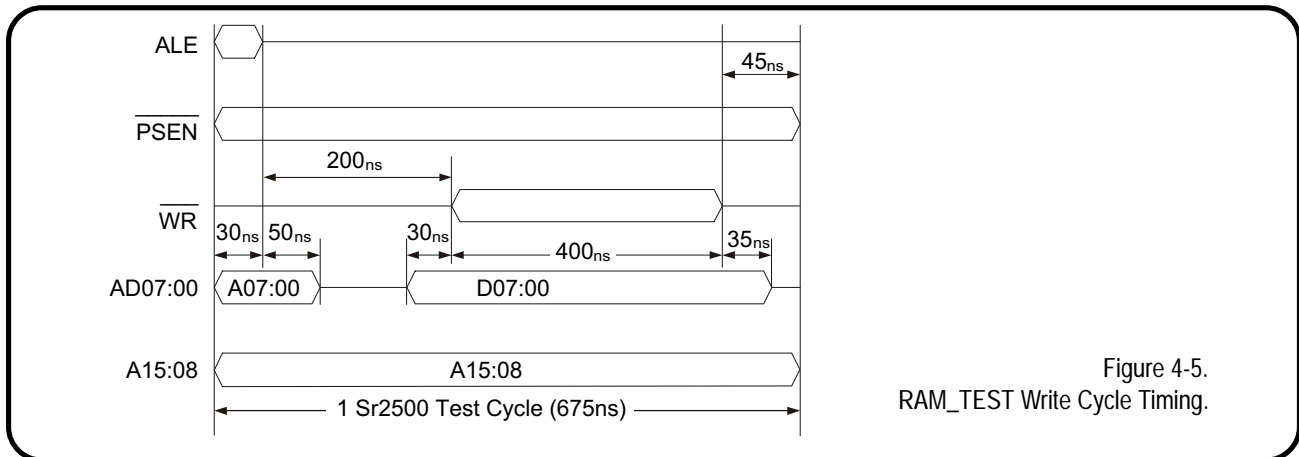 ALE
45ns
PSEN
200ns
WR
30ns 50ns 30ns 400ns 35ns
AD07:00 A07:00 D07:00
A15:08 A15:08
1 Sr2500 Test Cycle (675ns)
Figure 4-5.
RAM_TEST Write Cycle Timing.